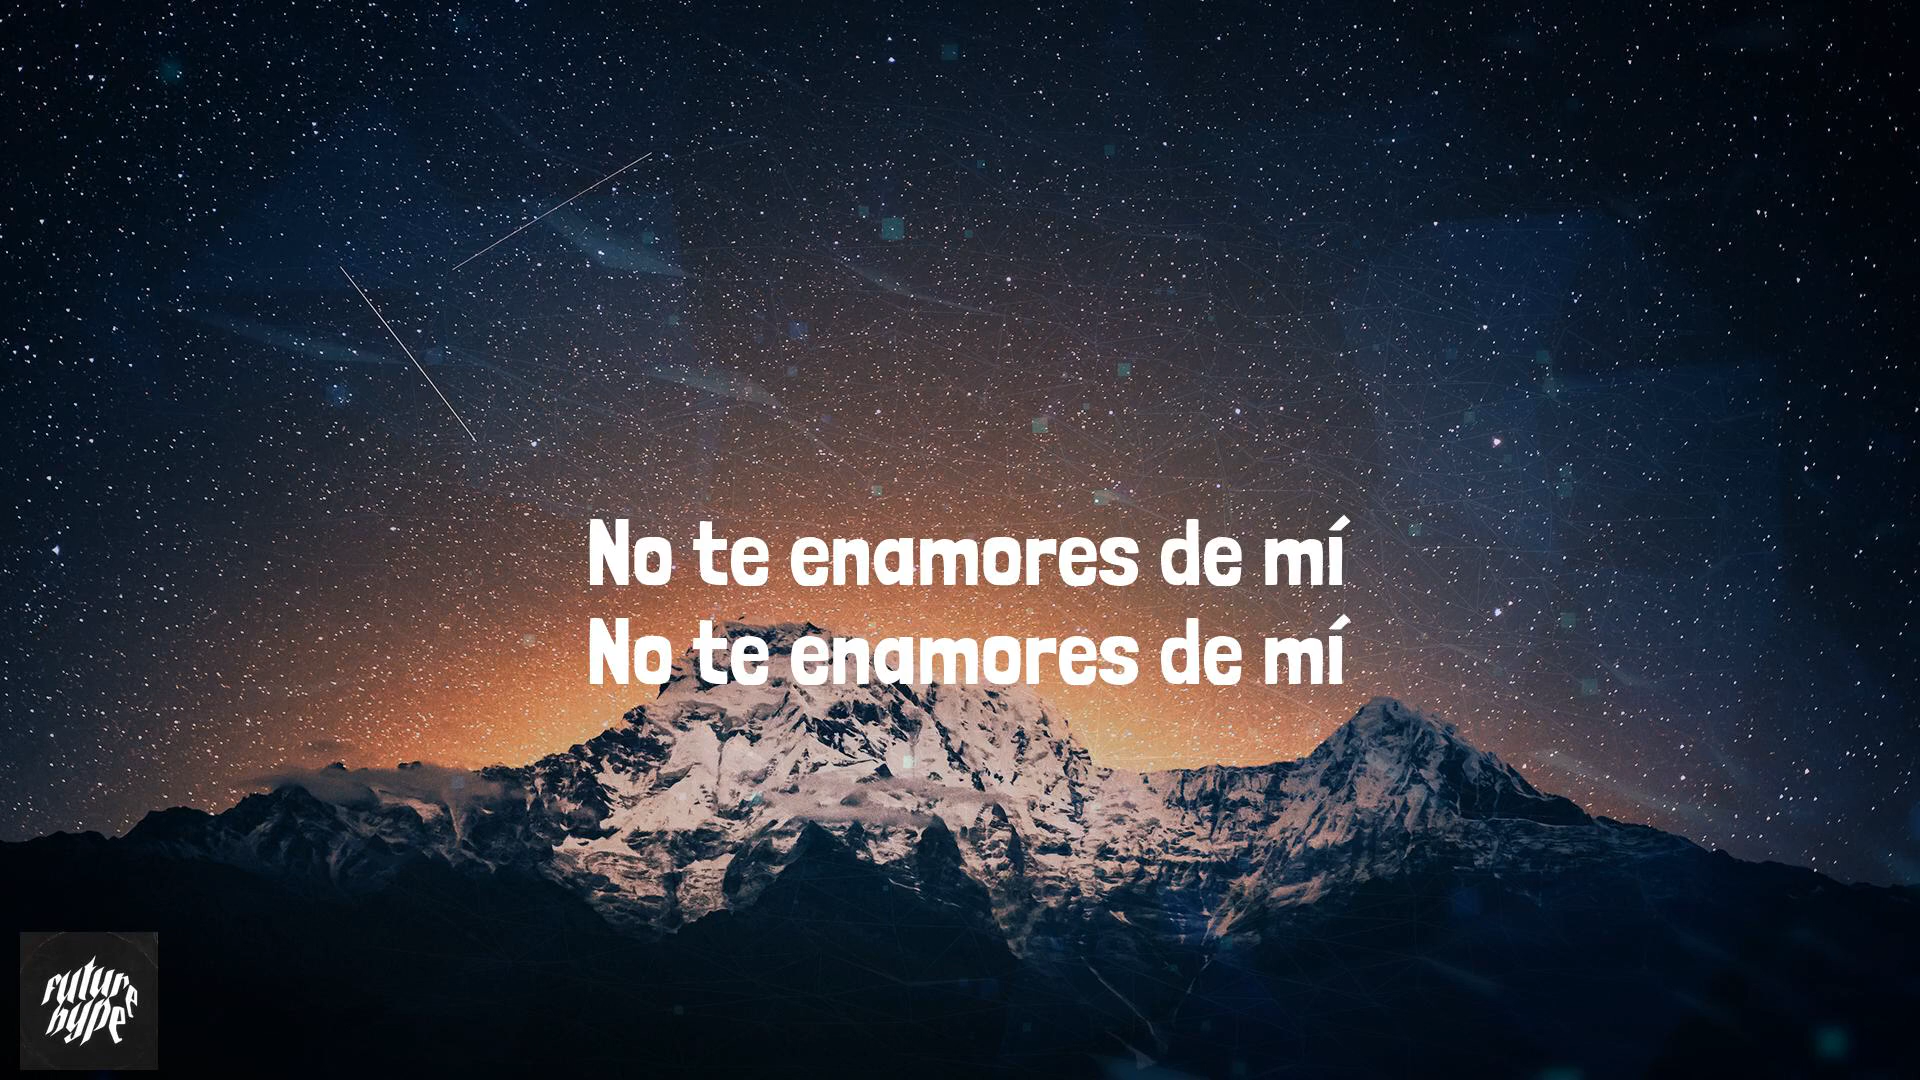 No te enamores de mí
No te enamores de mí
future
hype